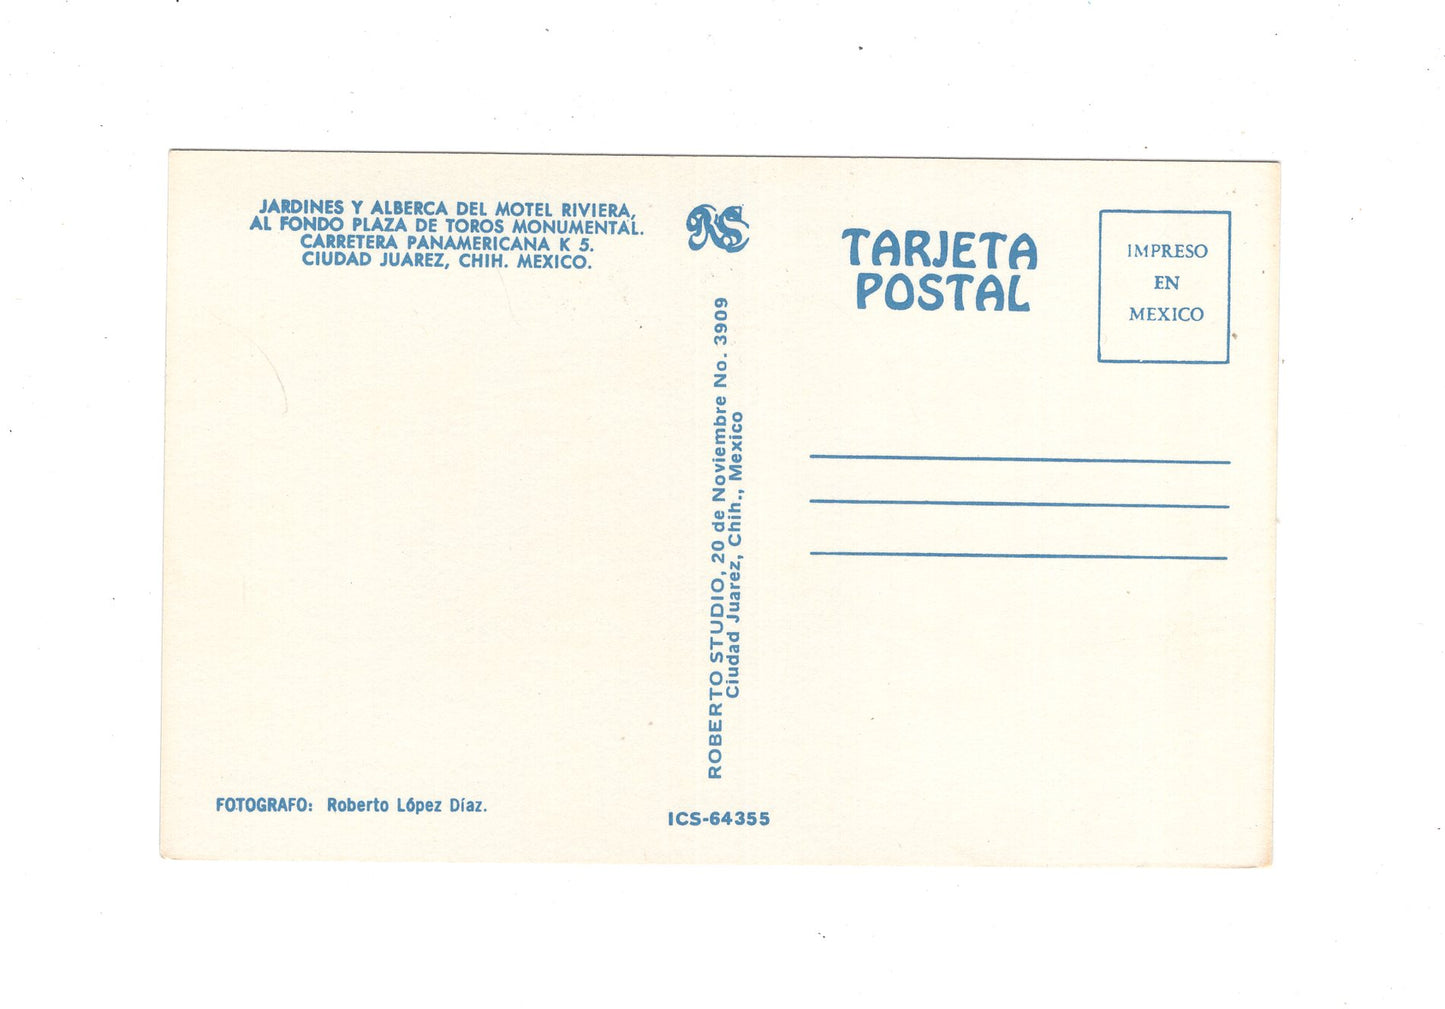 JARDINES Y ALBERCA DEL MOTEL RIVIERA,
AL FONDO PLAZA DE TOROS MONUMENTAL.
CARRETERA PANAMERICANA K 5.
CIUDAD JUAREZ, CHIH. MEXICO.
FOTOGRAFO: Roberto López Díaz.
RS
ROBERTO STUDIO, 20 de Noviembre No. 3909
Ciudad Juarez, Chih., Mexico
ICS-64355
TARJETA
POSTAL
IMPRESO
EN
MEXICO